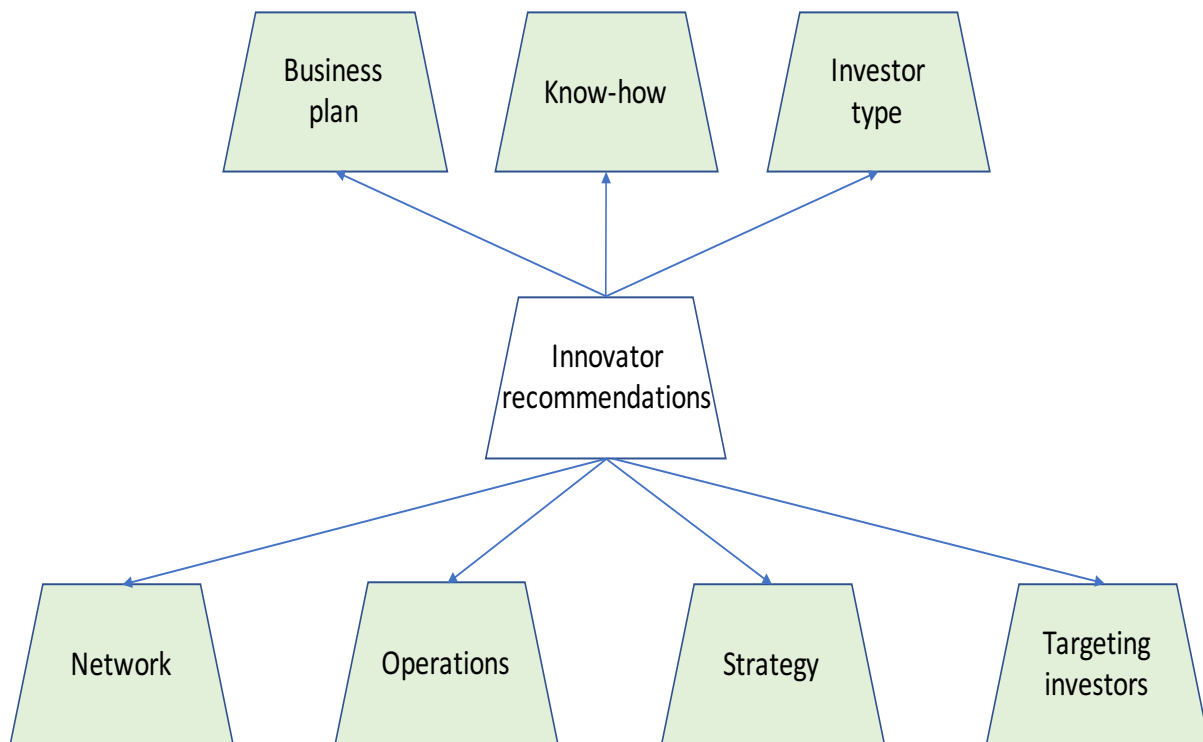 Business
plan
Know-how
Investor
type
Innovator
recommendations
Network
Operations
Strategy
Targeting
investors